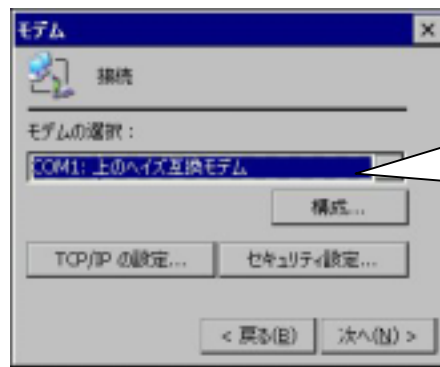 モデム
接続
モデムの選択：
COM1: 上のヘイズ互換モデム
構成...
TCP/IP の設定... セキュリティ設定...
< 戻る(B) 次へ(N) >